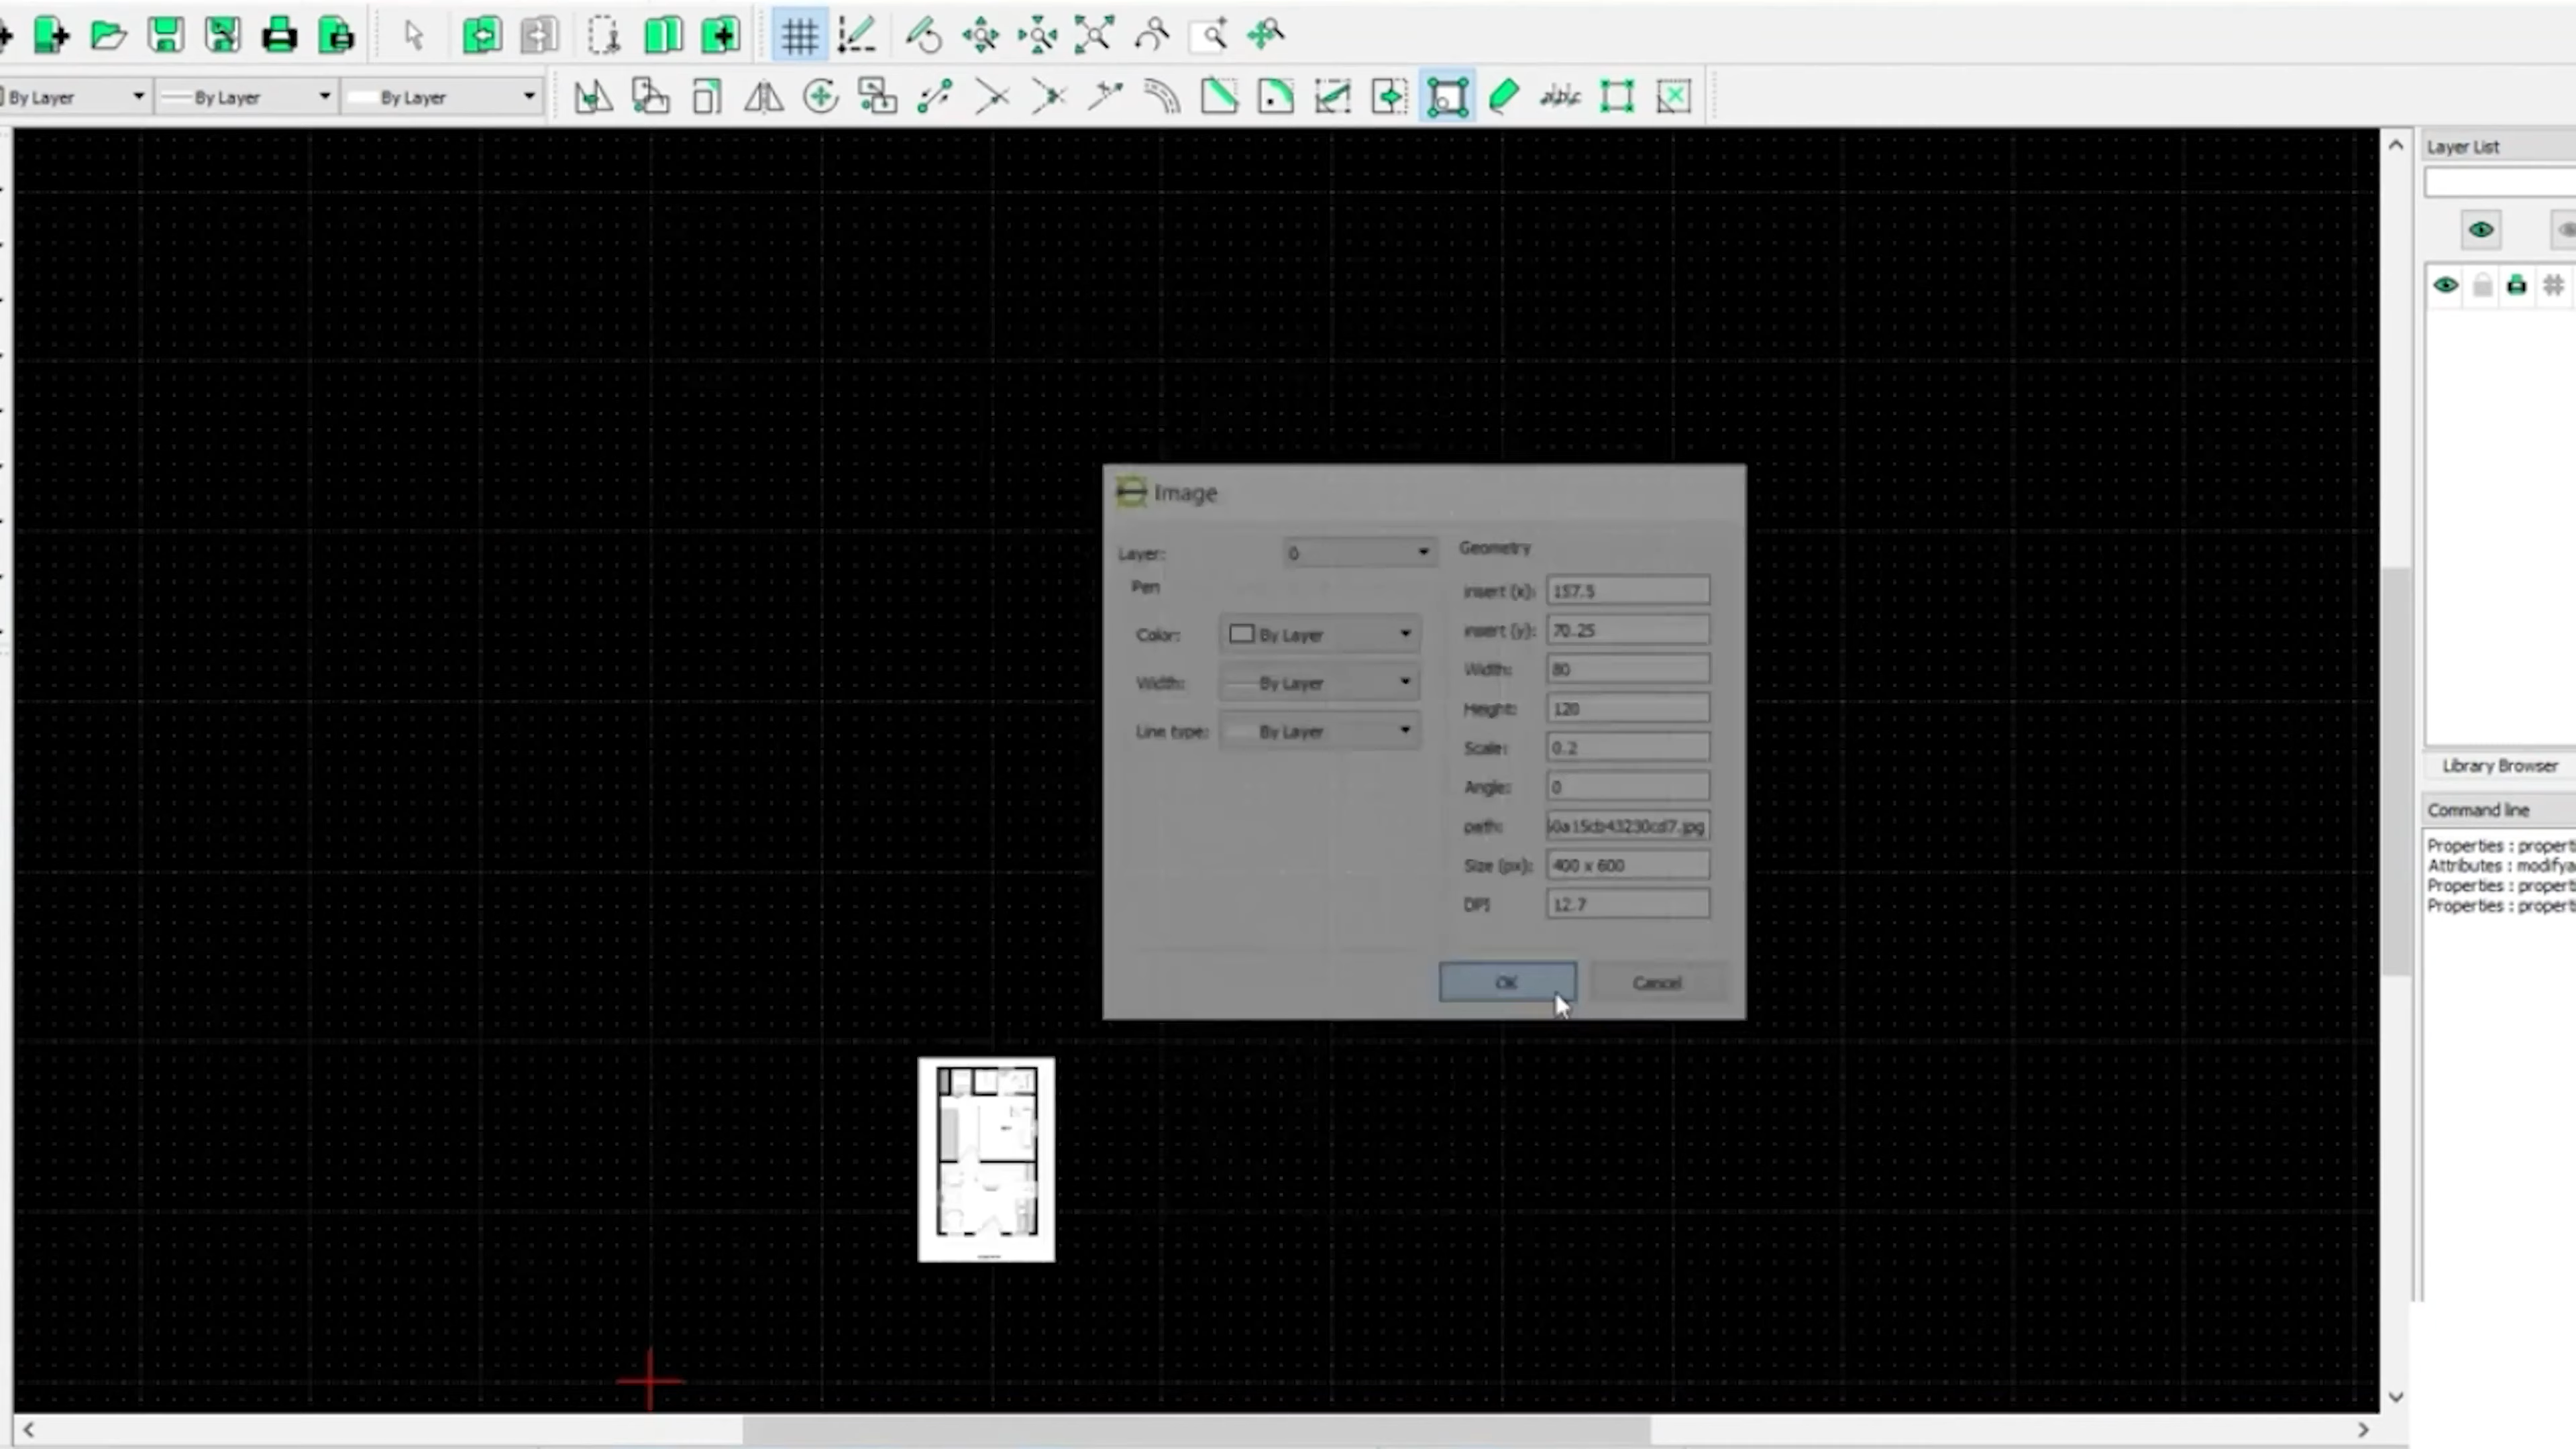 By Layer
By Layer
By Layer
abc
Layer List
Image
Layer:
0
Geometry
Pen
insert (x):
157.5
insert (y):
70.25
Color:
By Layer
Width:
80
Width:
By Layer
Height:
120
Line type:
By Layer
Scale:
0.2
Angle:
0
path:
0a15cb43230cd7.jpg
Size (px):
400 x 600
DPI
12.7
OK
Cancel
Library Browser
Command line
Properties : propert
Attributes : modifya
Properties : propert
Properties : propert